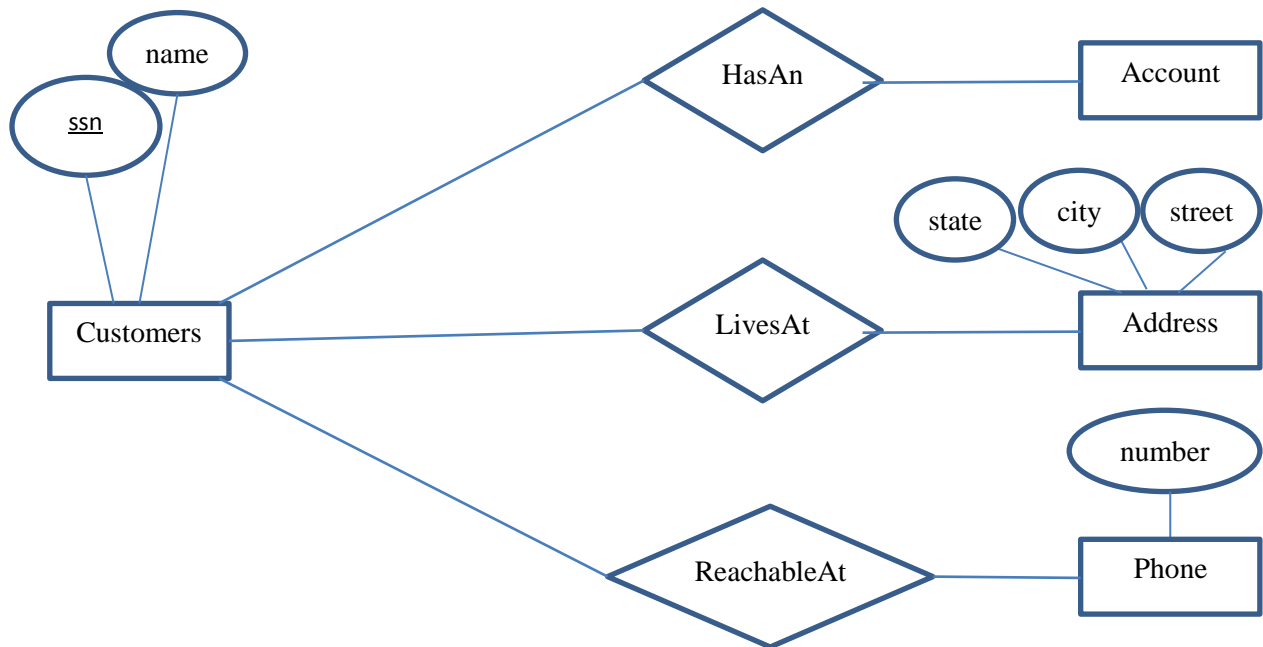 name
ssn
HasAn
Account
state
city
street
Customers
LivesAt
Address
number
ReachableAt
Phone